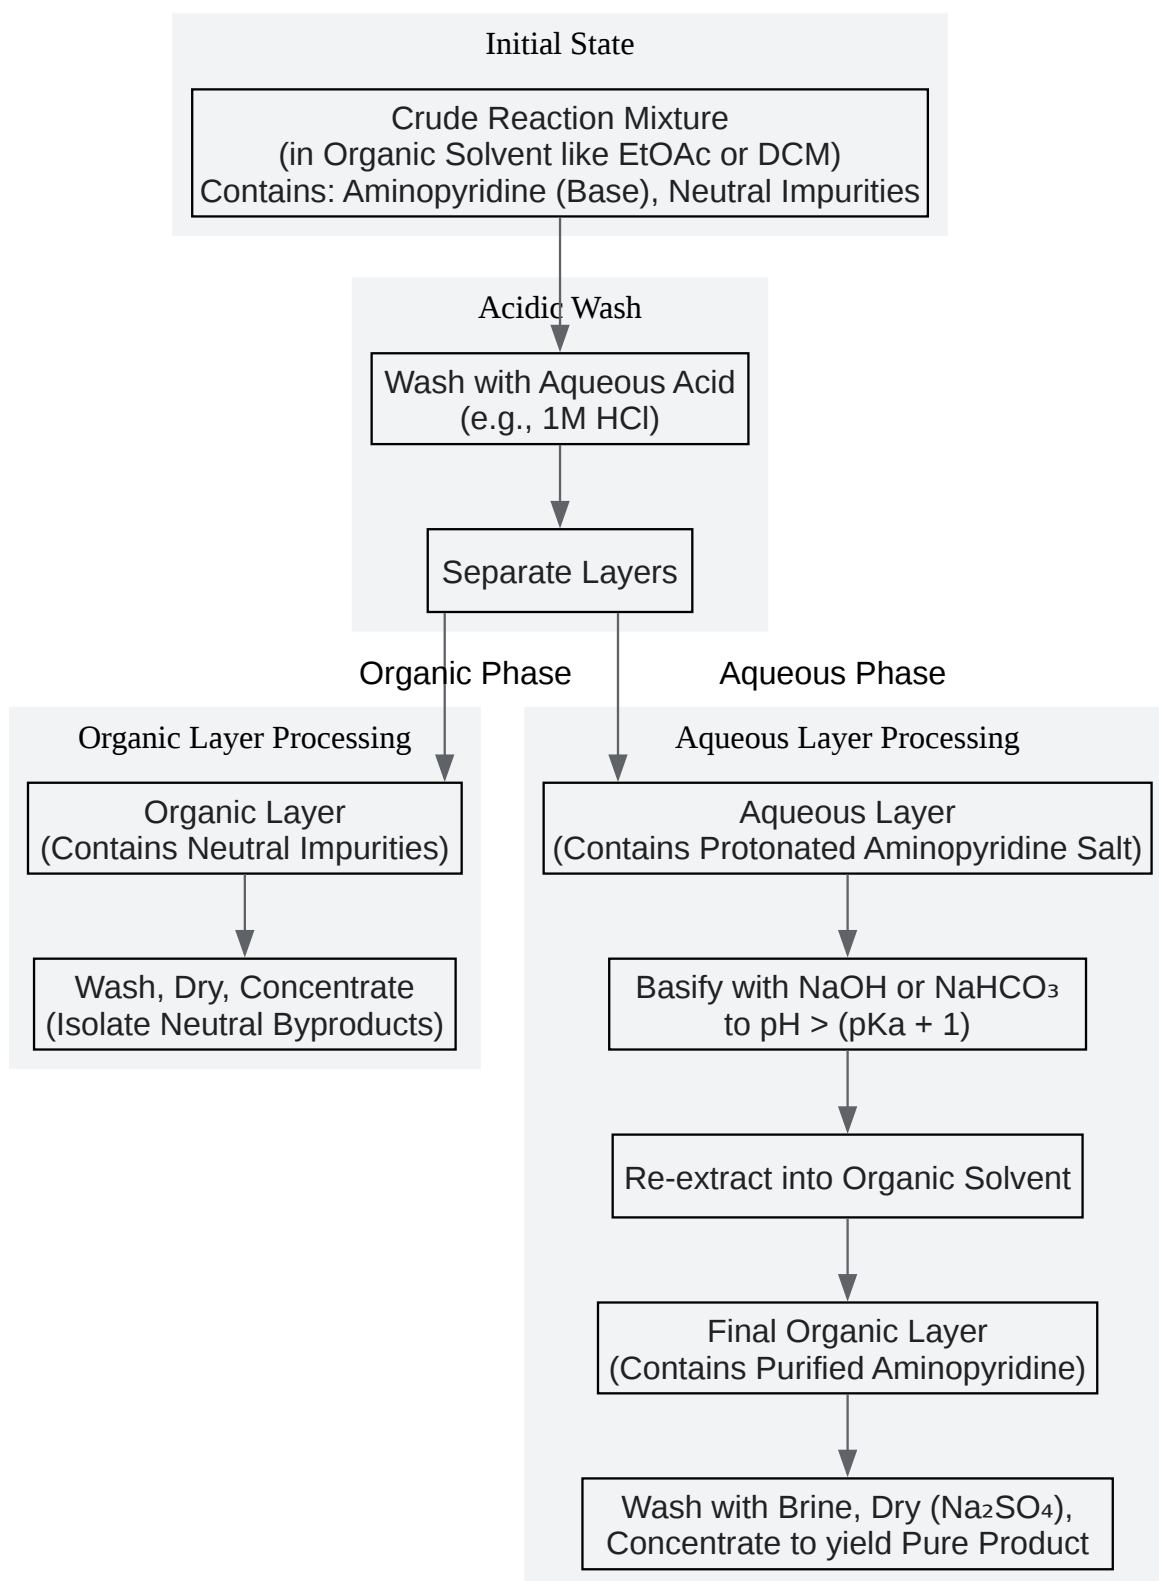 Initial State
Crude Reaction Mixture
(in Organic Solvent like EtOAc or DCM)
Contains: Aminopyridine (Base), Neutral Impurities
Acidic Wash
Wash with Aqueous Acid
(e.g., 1M HCl)
Separate Layers
Organic Phase
Aqueous Phase
Organic Layer Processing
Organic Layer
(Contains Neutral Impurities)
Wash, Dry, Concentrate
(Isolate Neutral Byproducts)
Aqueous Layer Processing
Aqueous Layer
(Contains Protonated Aminopyridine Salt)
Basify with NaOH or NaHCO₃
to pH > (pKa + 1)
Re-extract into Organic Solvent
Final Organic Layer
(Contains Purified Aminopyridine)
Wash with Brine, Dry (Na₂SO₄),
Concentrate to yield Pure Product